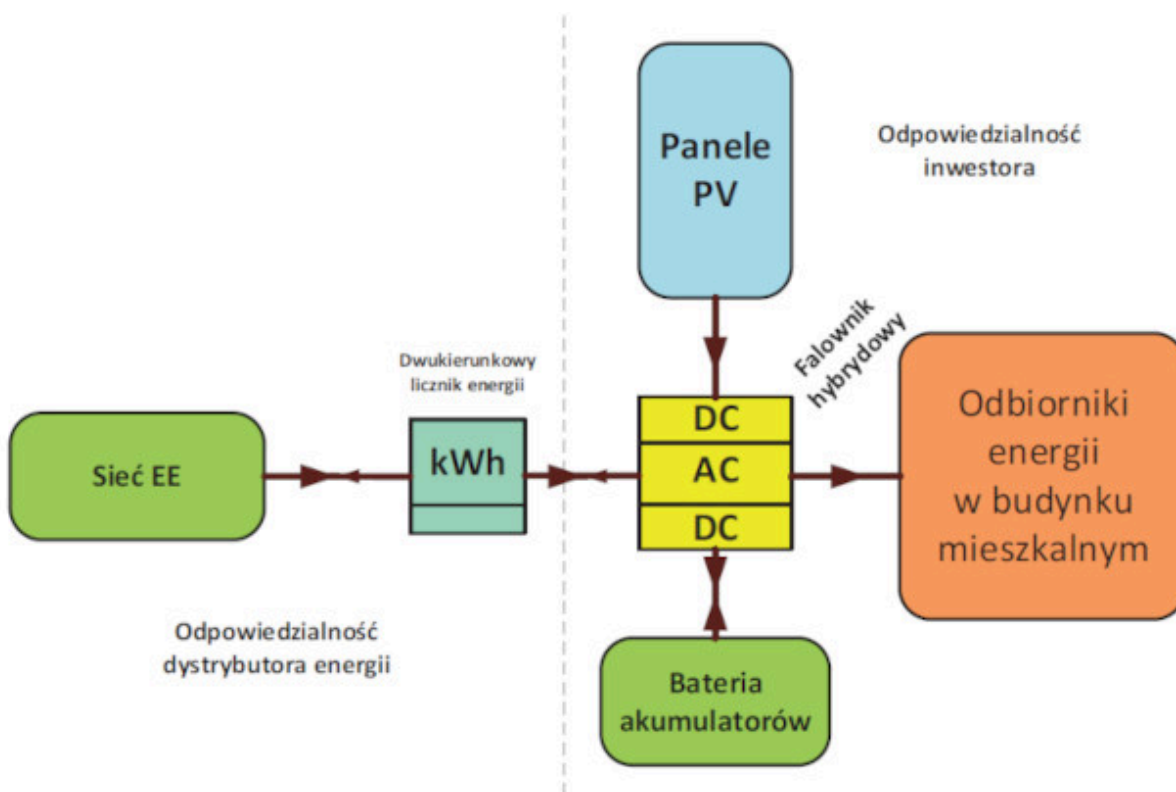 Panele
PV
Odpowiedzialność
inwestora
Falownik
hybrydowy
Dwukierunkowy
licznik energii
Sieć EE
kWh
DC
AC
DC
Odbiorniki
energii
w budynku
mieszkalnym
Odpowiedzialność
dystrybutora energii
Bateria
akumulatorów